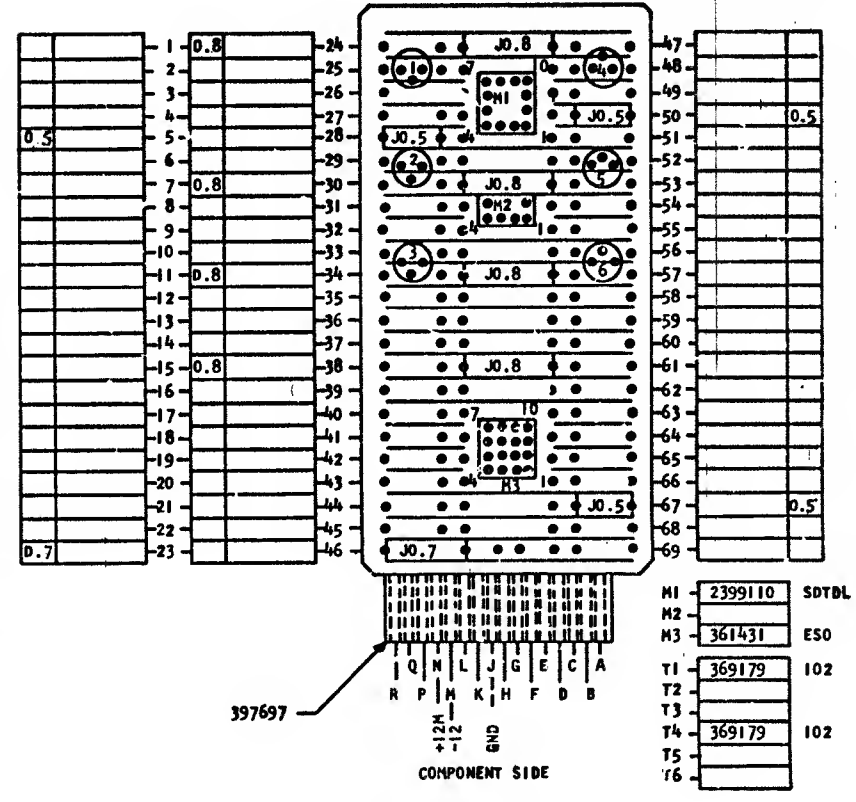 1 D.8 24 J0.8 47
2 25 1 7 10 4 48
3 26 M1 49
4 27 J0.5 50 0.5
0.5 5 28 J0.5 4 1 51
6 29 2 52
7 0.8 30 J0.8 5 53
8 31 M2 54
9 32 4 1 55
10 33 3 56
11 D.8 34 J0.8 6 57
12 35 58
13 36 59
14 37 60
15 0.8 38 J0.8 61
16 39 62
17 40 7 10 63
18 41 64
19 42 65
20 43 4 M3 1 66
21 44 J0.5 67 0.5
22 45 68
D.7 23 46 J0.7 69
M1 2399110 SDTDL
M2
M3 361431 ESO
T1 369179 102
T2
T3
T4 369179 102
T5
T6
Q N L J G E C A
R P M K H F D B
397697
+12M
-12
GND
COMPONENT SIDE